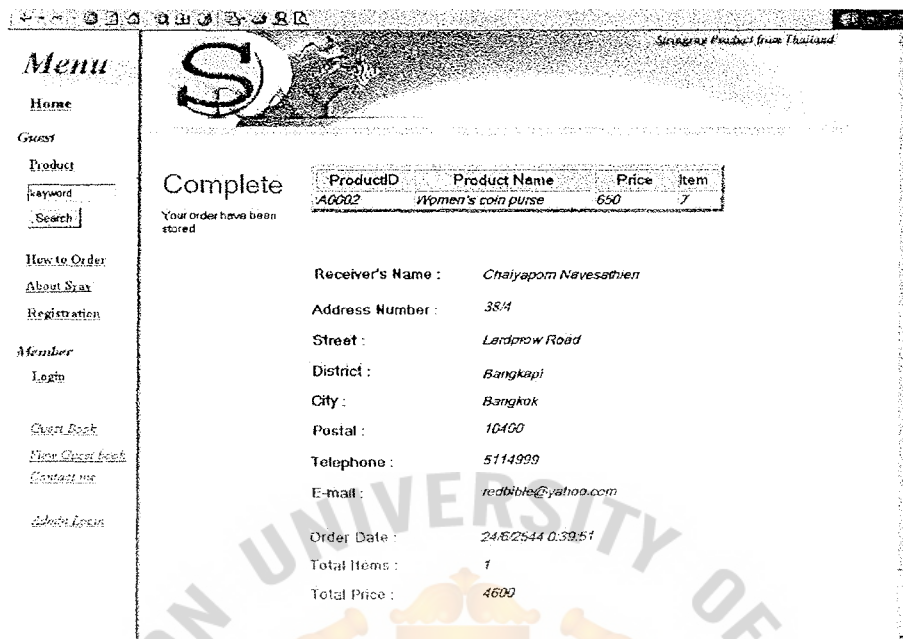 Stingray Product from Thailand
S
Menu
Home
Guest
Product
keyword
Search
How to Order
About Sray
Registration
Member
Login
Guest Book
View Guest book
Contact me
Admin Login
Complete
Your order have been
stored
ProductID Product Name Price Item
A0002 Women's coin purse 650 7
Receiver's Name : Chaiyaporn Navesathien
Address Number : 38/4
Street : Lardprow Road
District : Bangkapi
City : Bangkok
Postal : 10400
Telephone : 5114999
E-mail : redbible@yahoo.com
Order Date : 24/6/2544 0:39:51
Total Items : 1
Total Price : 4600
ON UNIVERSITY OF